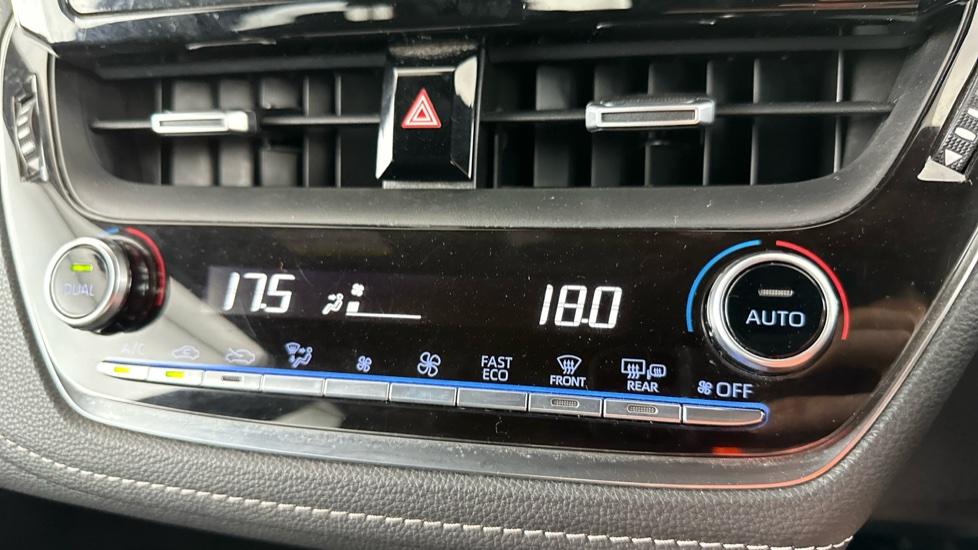 17.5
18.0
DUAL
AUTO
A/C
FAST
ECO
FRONT
REAR
OFF